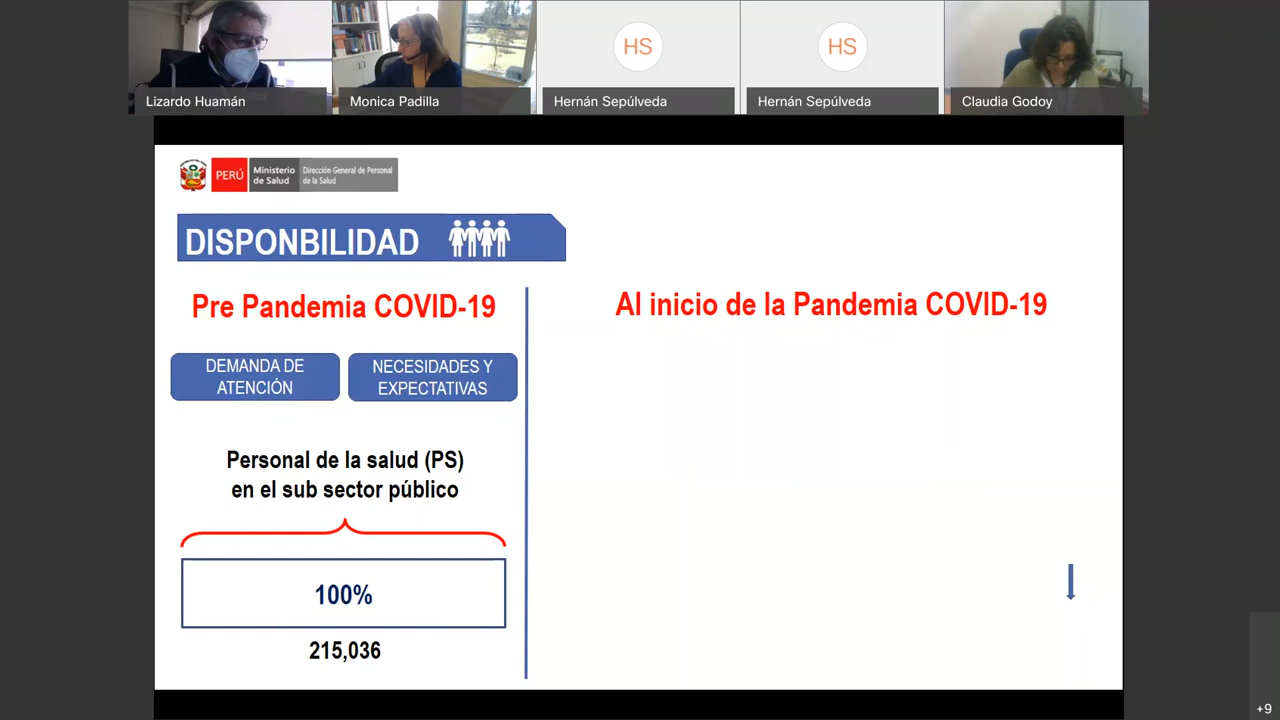 HS
HS
Lizardo Huamán
Monica Padilla
Hernán Sepúlveda
Hernán Sepúlveda
Claudia Godoy
PERÚ
Ministerio
de Salud
Dirección General de Personal
de la Salud
DISPONBILIDAD
Pre Pandemia COVID-19
Al inicio de la Pandemia COVID-19
DEMANDA DE
ATENCIÓN
NECESIDADES Y
EXPECTATIVAS
Personal de la salud (PS)
en el sub sector público
100%
215,036
+9